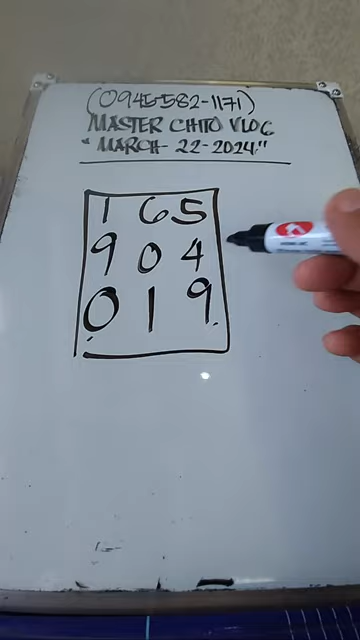 (0945-582-1171)
MASTER CHITO VLOG
"MARCH-22-2024"
1 6 5
9 0 4
0 1 9